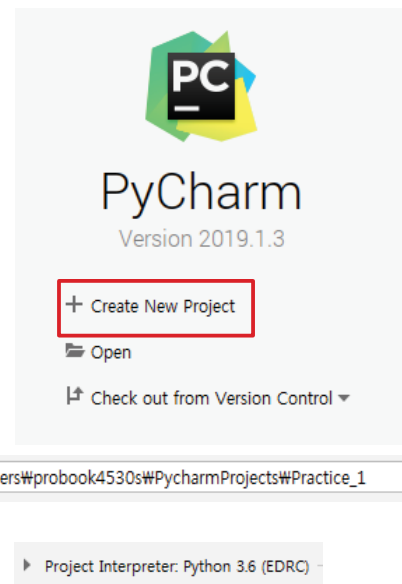 PC
PyCharm
Version 2019.1.3
Create New Project
Open
Check out from Version Control
ers₩probook4530s₩PycharmProjects₩Practice_1
Project Interpreter: Python 3.6 (EDRC)